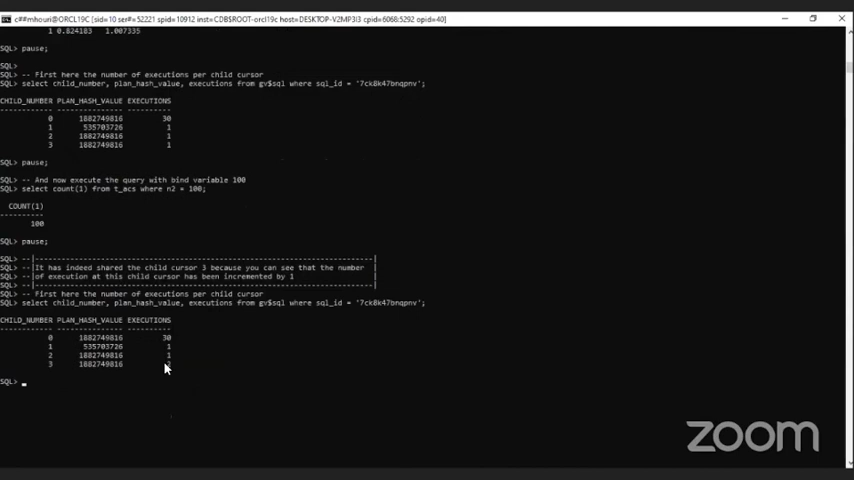 c##mhouri@ORCL19C [sid=10 ser#=52221 spid=10912 inst=CDB$ROOT-orcl19c host=DESKTOP-V2MP3I3 cpid=6068:5292 opid=40]
1 0.824183 1.007335
SQL> pause;
SQL>
SQL> -- First here the number of executions per child cursor
SQL> select child_number, plan_hash_value, executions from gv$sql where sql_id = '7ck8k47bnqpnv';
CHILD_NUMBER PLAN_HASH_VALUE EXECUTIONS
------------ --------------- ----------
0 1882749816 30
1 535703726 1
2 1882749816 1
3 1882749816 1
SQL> pause;
SQL> -- And now execute the query with bind variable 100
SQL> select count(1) from t_acs where n2 = 100;
COUNT(1)
----------
100
SQL> pause;
SQL> --|------------------------------------------------------------------|
SQL> --|It has indeed shared the child cursor 3 because you can see that the number |
SQL> --|of execution at this child cursor has been incremented by 1 |
SQL> --|------------------------------------------------------------------|
SQL> -- First here the number of executions per child cursor
SQL> select child_number, plan_hash_value, executions from gv$sql where sql_id = '7ck8k47bnqpnv';
CHILD_NUMBER PLAN_HASH_VALUE EXECUTIONS
------------ --------------- ----------
0 1882749816 30
1 535703726 1
2 1882749816 1
3 1882749816
SQL> _
zoom